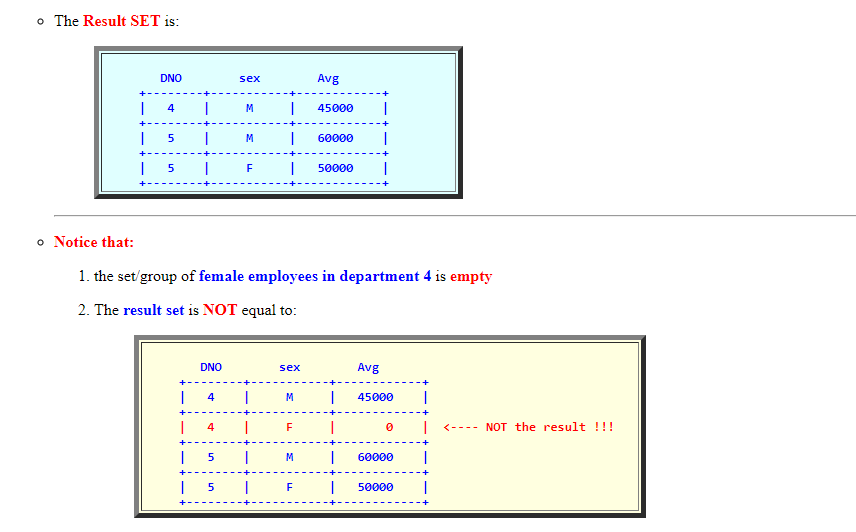 The Result SET is:
DNO sex Avg
+--------+-----------+------------+
| 4 | M | 45000 |
+--------+-----------+------------+
| 5 | M | 60000 |
+--------+-----------+------------+
| 5 | F | 50000 |
+--------+-----------+------------+
Notice that:
1. the set/group of female employees in department 4 is empty
2. The result set is NOT equal to:
DNO sex Avg
+--------+-----------+------------+
| 4 | M | 45000 |
+--------+-----------+------------+
| 4 | F | 0 | <---- NOT the result !!!
+--------+-----------+------------+
| 5 | M | 60000 |
+--------+-----------+------------+
| 5 | F | 50000 |
+--------+-----------+------------+